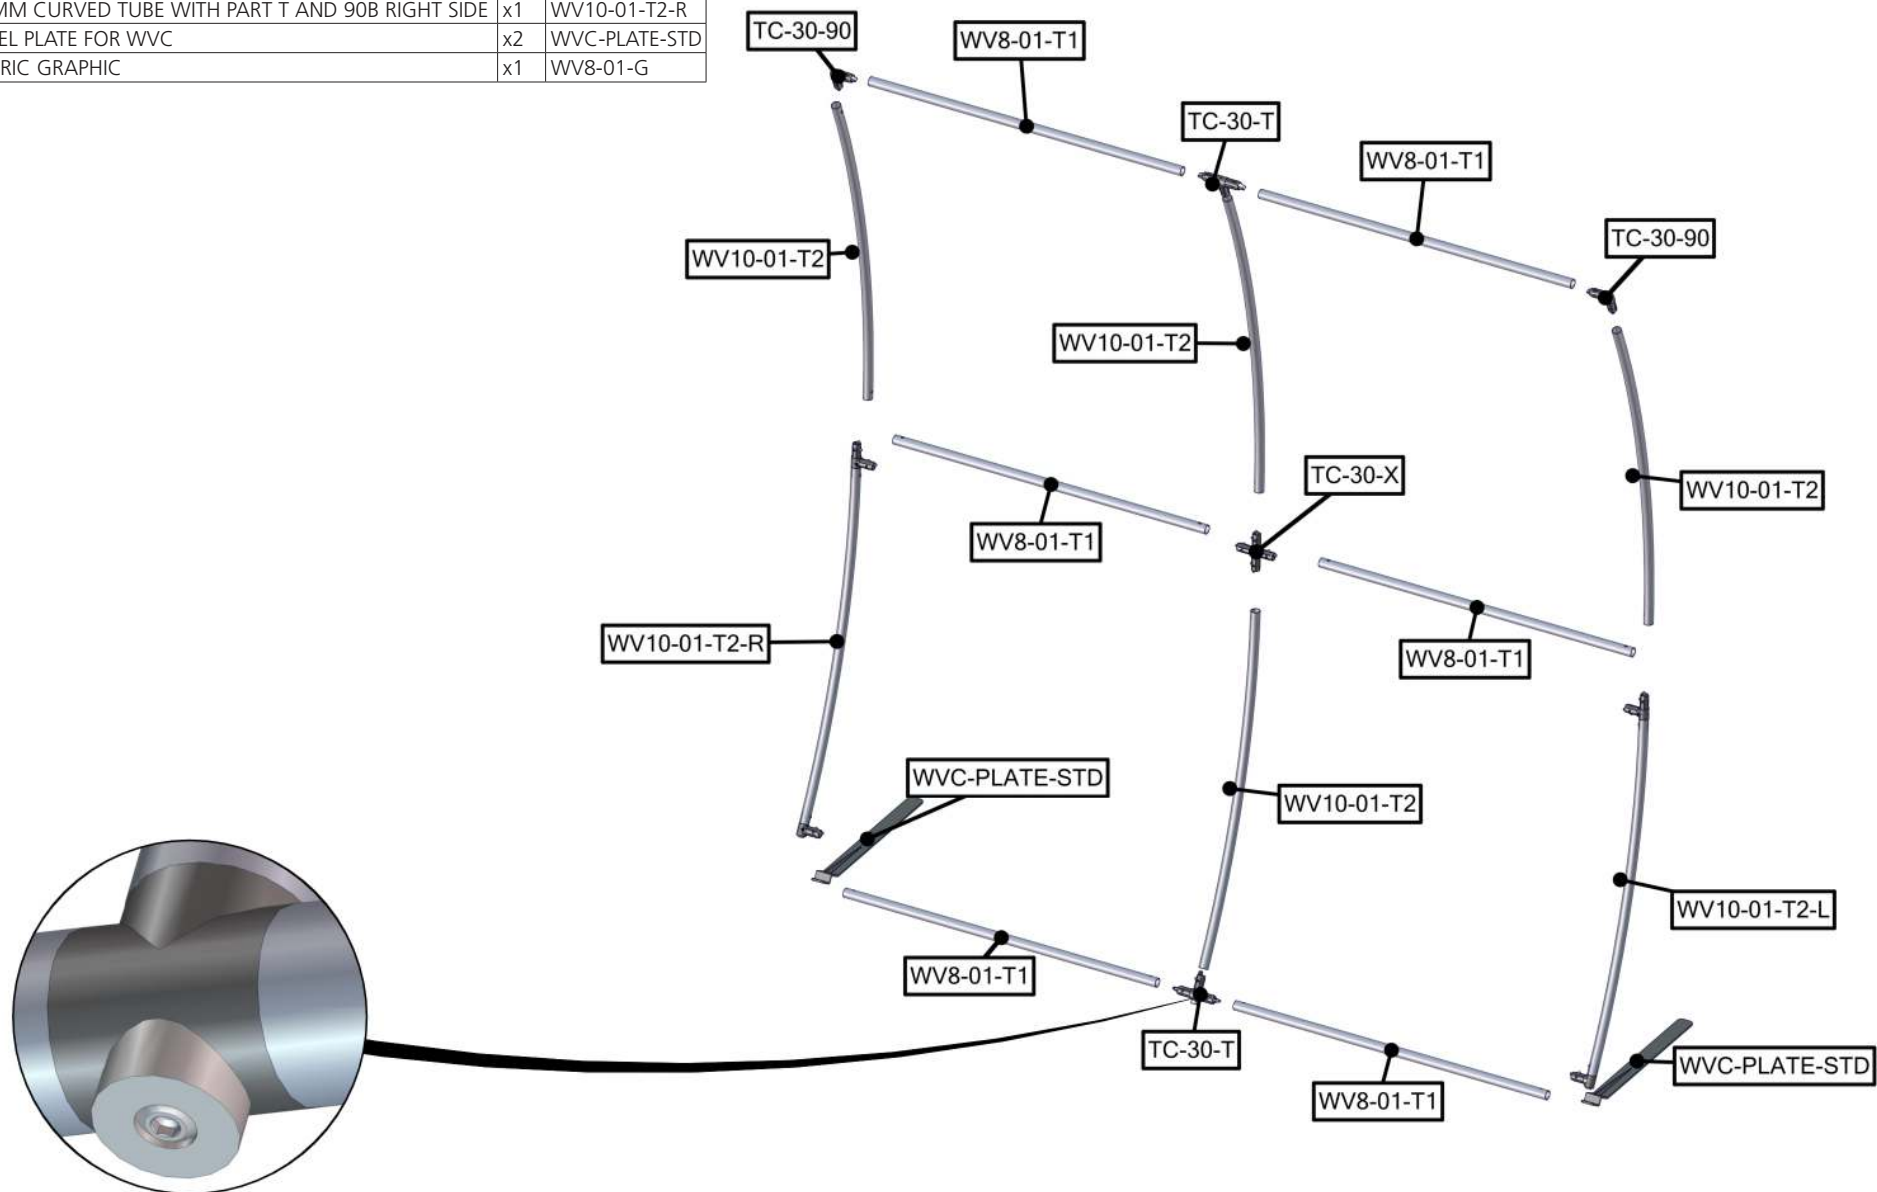 CURVED TUBE WITH PART T AND 90B RIGHT SIDE x1 WV10-01-T2-R
PLATE FOR WVC x2 WVC-PLATE-STD
GRAPHIC x1 WV8-01-G
TC-30-90
WV8-01-T1
TC-30-T
WV8-01-T1
TC-30-90
WV10-01-T2
WV10-01-T2
WV10-01-T2
TC-30-X
WV8-01-T1
WV8-01-T1
WV10-01-T2-R
WVC-PLATE-STD
WV10-01-T2
WV10-01-T2-L
WV8-01-T1
TC-30-T
WV8-01-T1
WVC-PLATE-STD